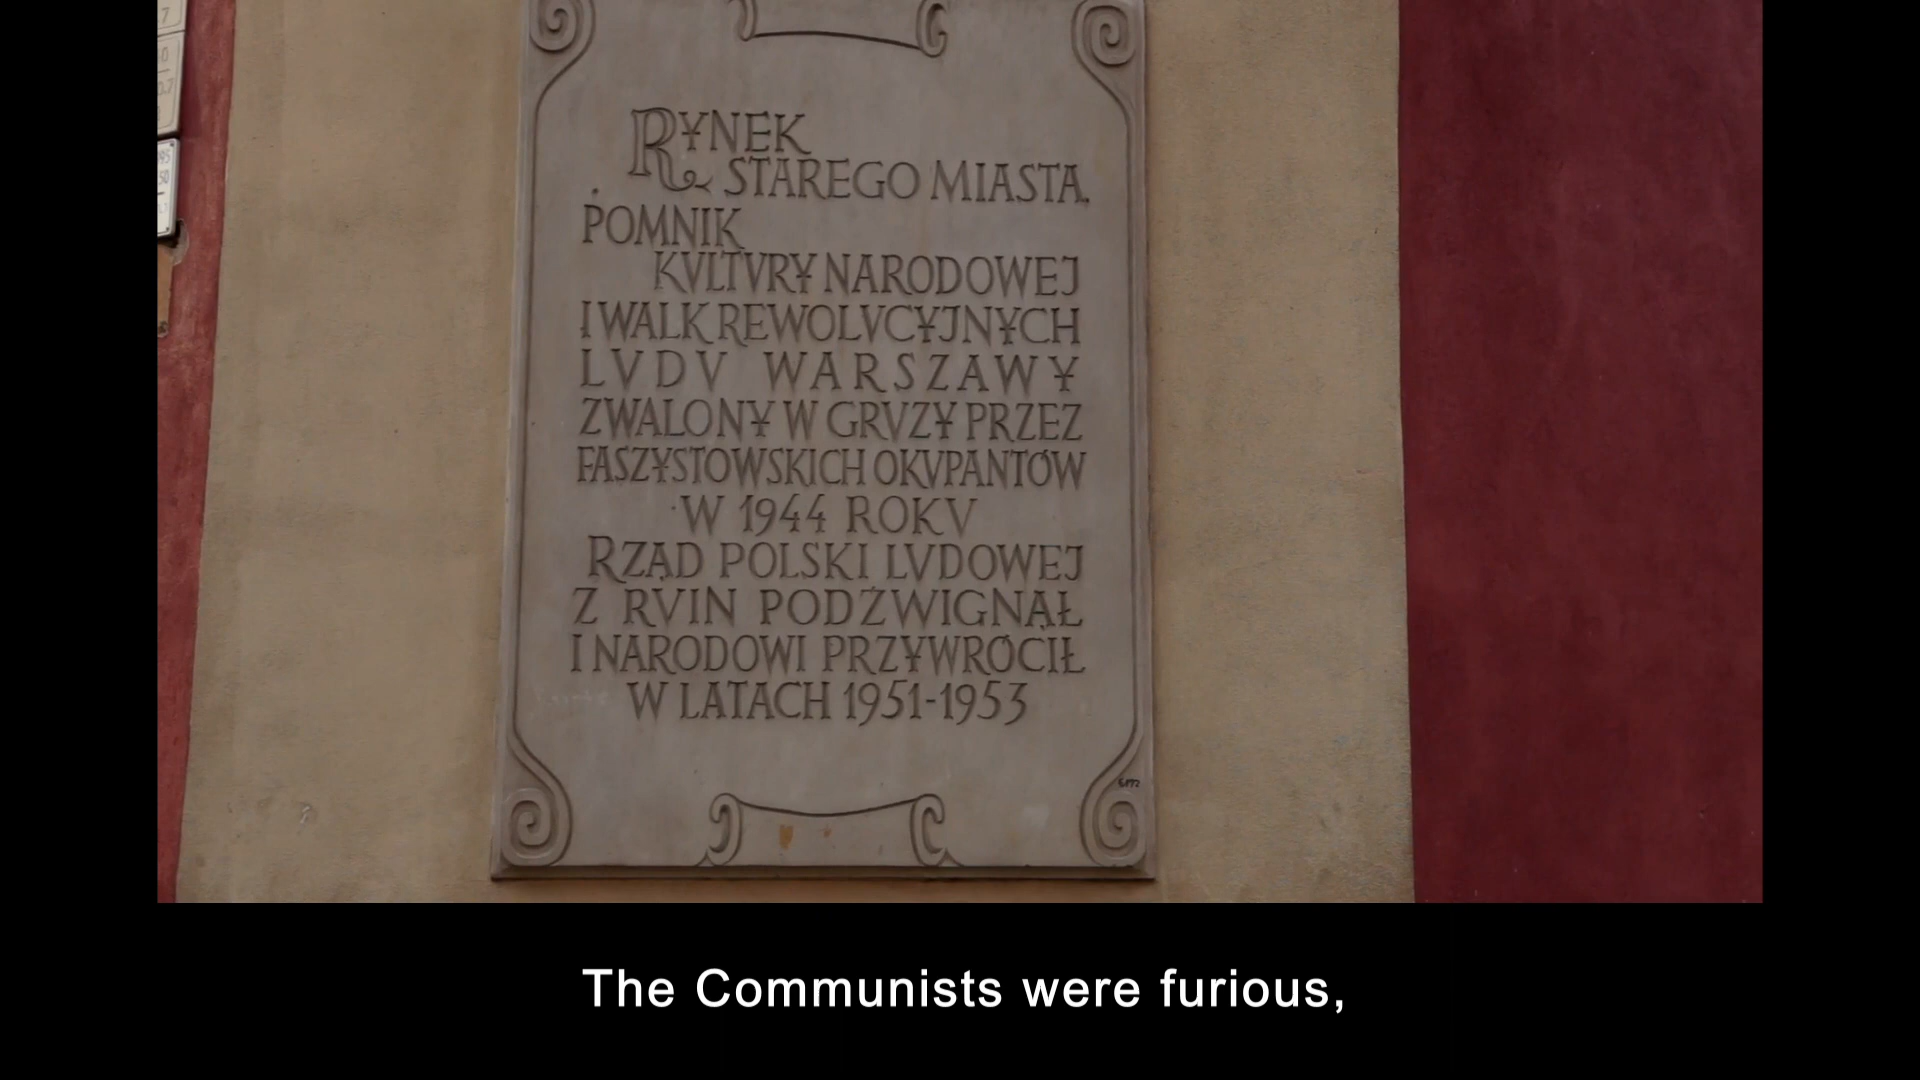 RYNEK
STAREGO MIASTA,
POMNIK
KVLTVRY NARODOWEJ
I WALK REWOLVCYJNYCH
LVDV WARSZAWY
ZWALONY W GRVZY PRZEZ
FASZYSTOWSKICH OKVPANTÓW
W 1944 ROKV
RZĄD POLSKI LVDOWEJ
Z RVIN PODŹWIGNĄŁ
I NARODOWI PRZYWRÓCIŁ
W LATACH 1951-1953
The Communists were furious,